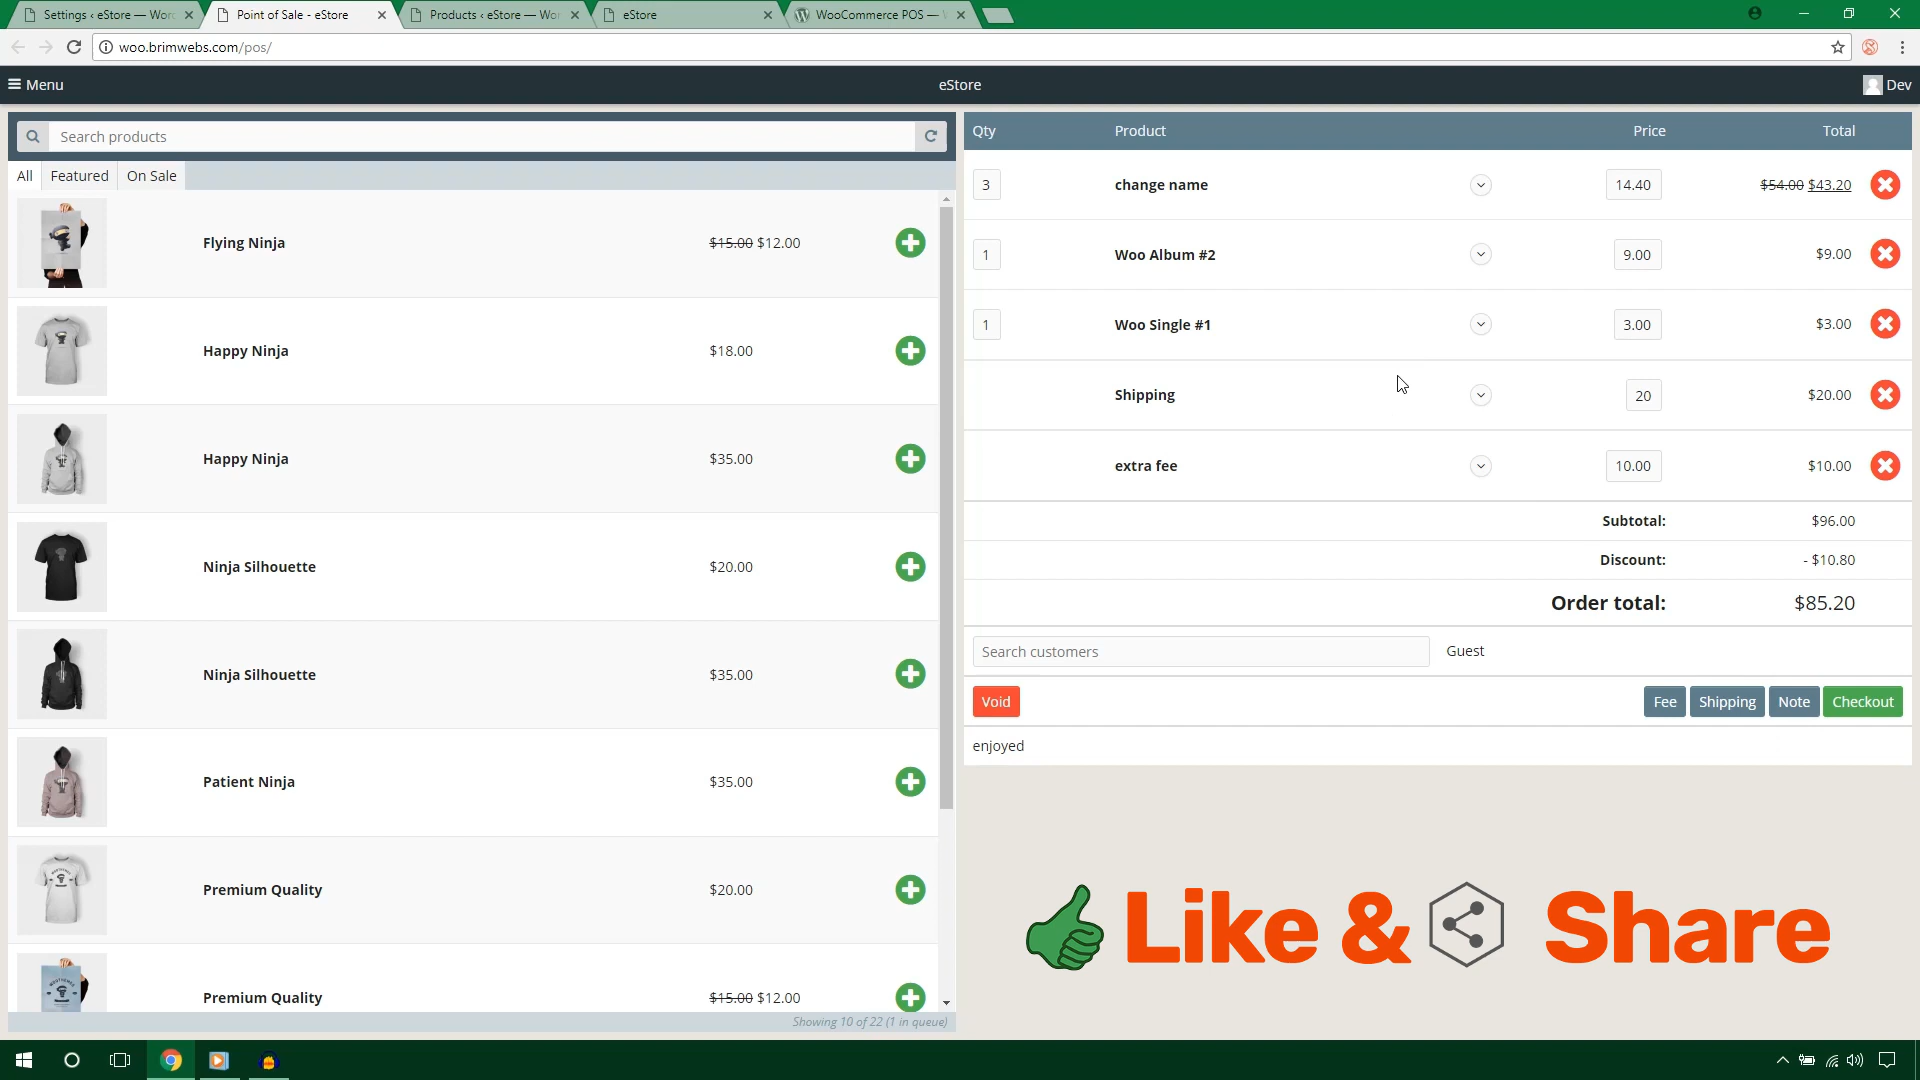 Settings ‹ eStore — Worc
Point of Sale - eStore
Products ‹ eStore — Wo
eStore
WooCommerce POS —
woo.brimwebs.com/pos/
Menu
eStore
Dev
Search products
All
Featured
On Sale
Flying Ninja
$15.00 $12.00
Happy Ninja
$18.00
Happy Ninja
$35.00
Ninja Silhouette
$20.00
Ninja Silhouette
$35.00
Patient Ninja
$35.00
Premium Quality
$20.00
Premium Quality
$15.00 $12.00
Showing 10 of 22 (1 in queue)
Qty Product Price Total
3 change name 14.40 $54.00 $43.20
1 Woo Album #2 9.00 $9.00
1 Woo Single #1 3.00 $3.00
Shipping 20 $20.00
extra fee 10.00 $10.00
Subtotal: $96.00
Discount: - $10.80
Order total: $85.20
Search customers
Guest
Void
Fee
Shipping
Note
Checkout
enjoyed
Like & Share